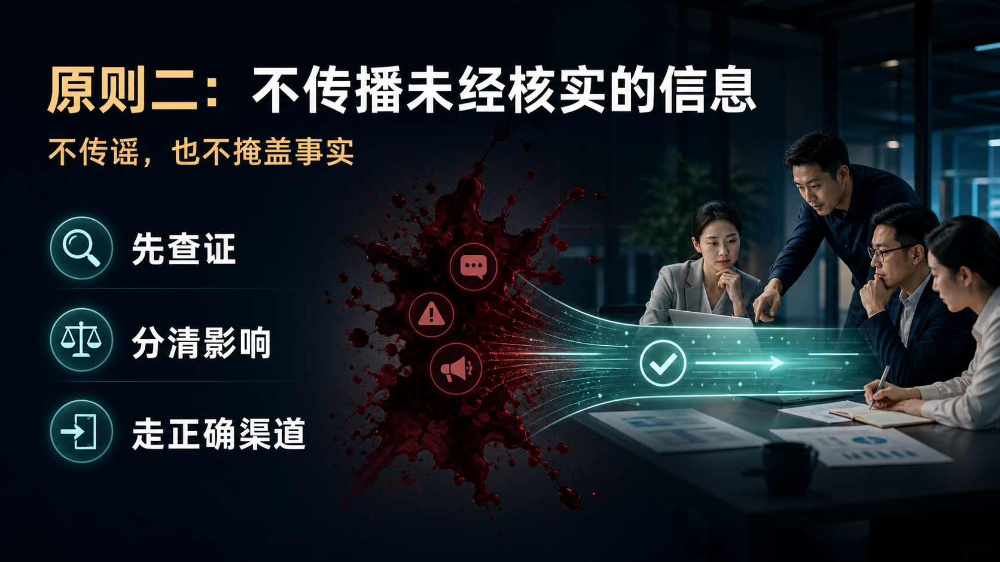 原则二：不传播未经核实的信息
不传谣，也不掩盖事实
先查证
分清影响
走正确渠道